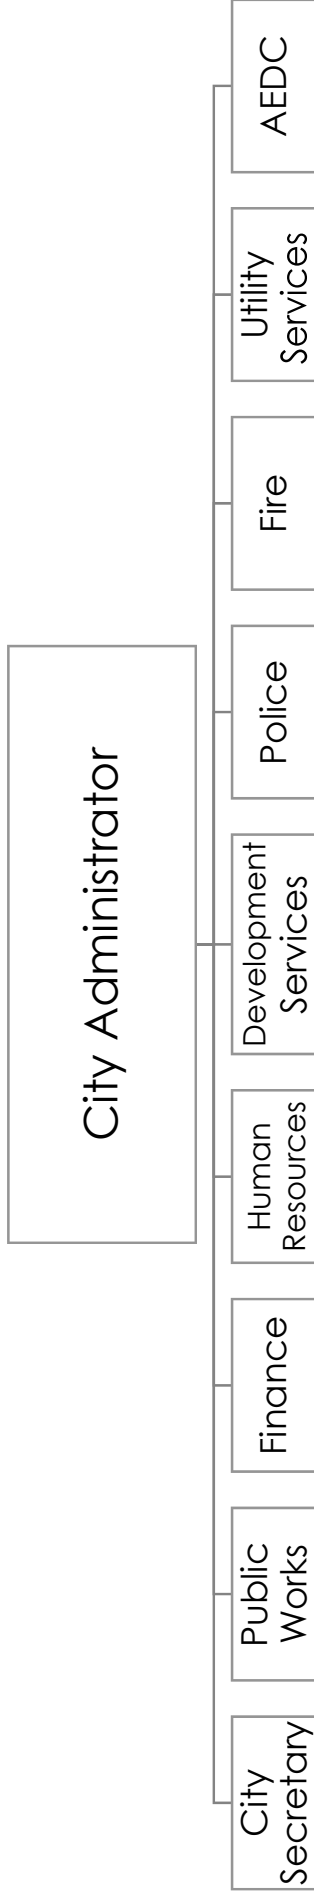 City Administrator
City
Secretary
Public
Works
Finance
Human
Resources
Development
Services
Police
Fire
Utility
Services
AEDC